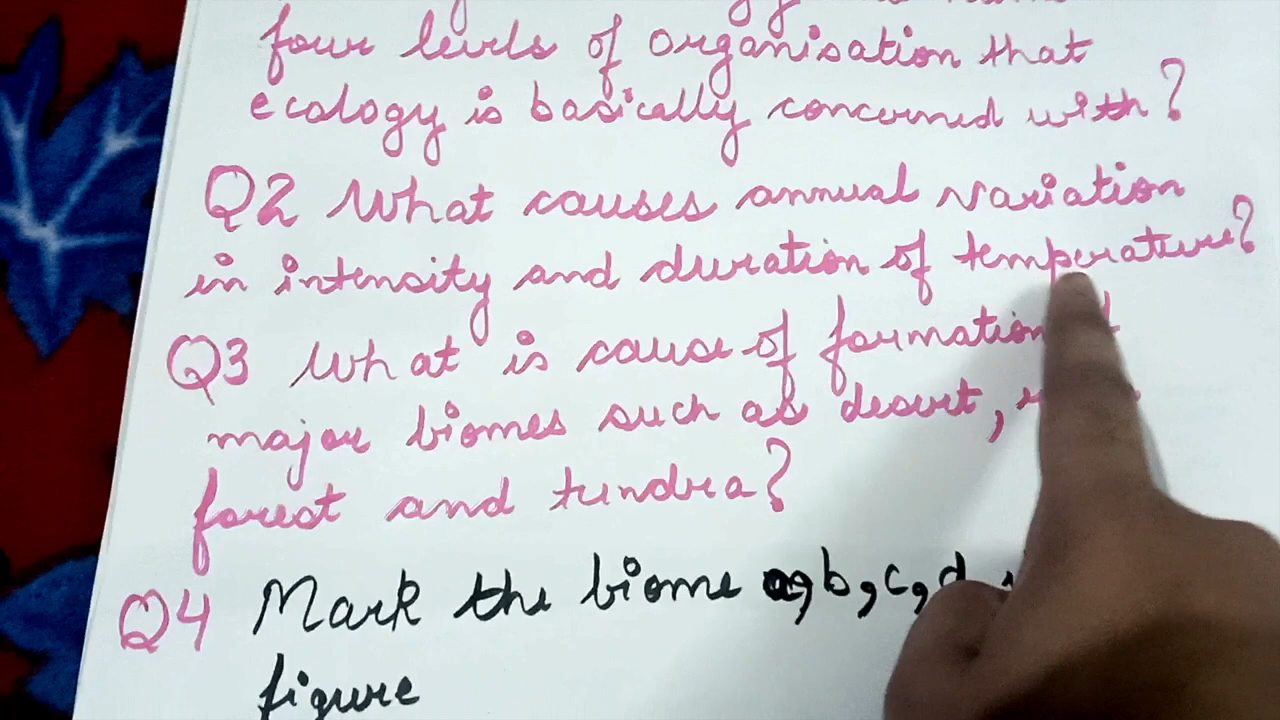 four levels of organisation that
ecology is basically concerned with?
Q2 What causes annual variation
in intensity and duration of temperature?
Q3 What is cause of formation
major biomes such as desert,
forest and tundra?
Q4 Mark the biome a, b, c, d
figure